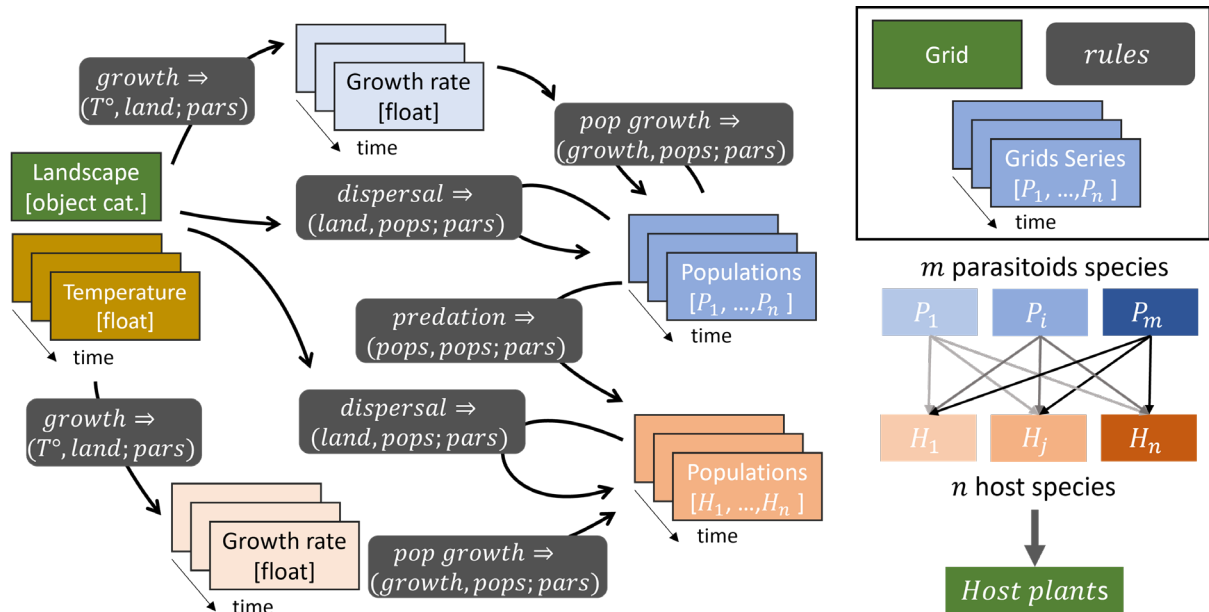 growth ⇒
(T°, land; pars)
Growth rate
[float]
time
pop growth ⇒
(growth, pops; pars)
Landscape
[object cat.]
dispersal ⇒
(land, pops; pars)
Temperature
[float]
time
Populations
[P₁, …,Pₙ ]
time
predation ⇒
(pops, pops; pars)
growth ⇒
(T°, land; pars)
dispersal ⇒
(land, pops; pars)
Populations
[H₁, …,Hₙ ]
time
Growth rate
[float]
time
pop growth ⇒
(growth, pops; pars)
Grid
rules
Grids Series
[P₁, …,Pₙ ]
time
m parasitoids species
P₁ Pᵢ Pₘ
H₁ Hⱼ Hₙ
n host species
Host plants